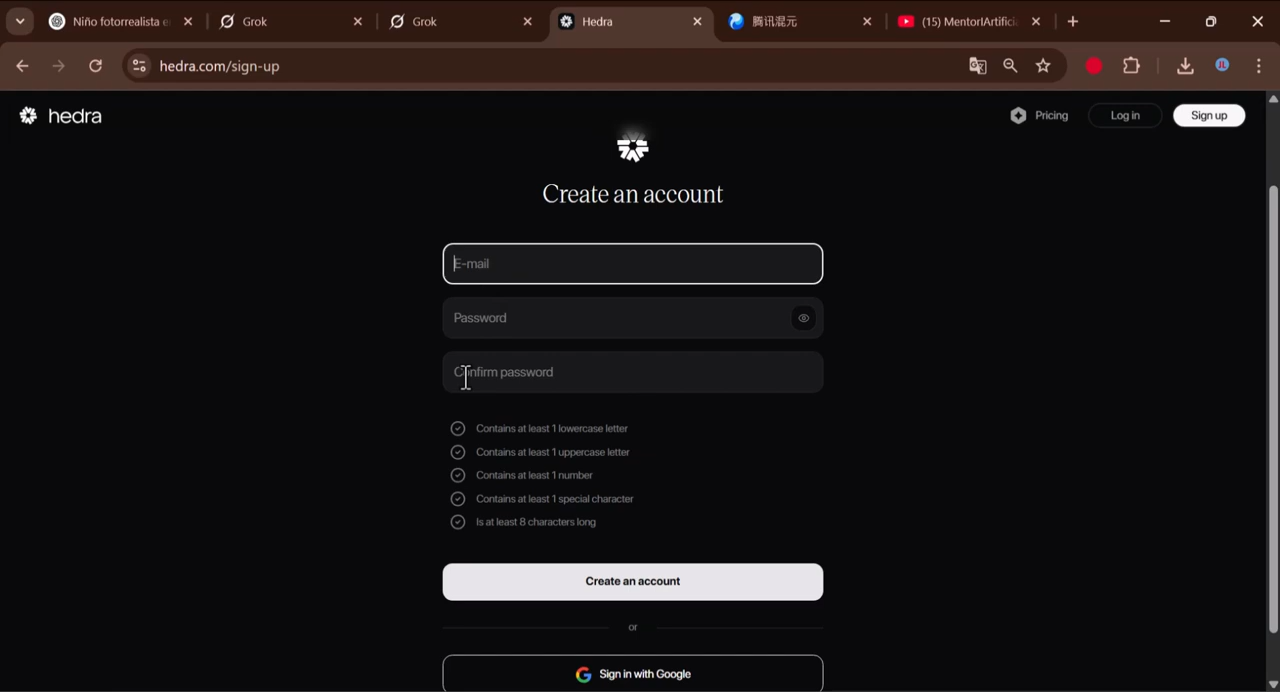 Niño fotorrealista e
Grok
Grok
Hedra
腾讯混元
(15) MentorIArtifici
hedra.com/sign-up
JL
hedra
Pricing
Log in
Sign up
Create an account
E-mail
Password
Confirm password
Contains at least 1 lowercase letter
Contains at least 1 uppercase letter
Contains at least 1 number
Contains at least 1 special character
Is at least 8 characters long
Create an account
or
Sign in with Google